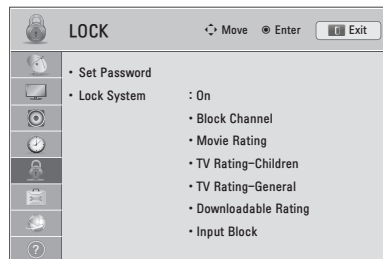 LOCK Move Enter Exit
• Set Password
• Lock System : On
• Block Channel
• Movie Rating
• TV Rating-Children
• TV Rating-General
• Downloadable Rating
• Input Block
?